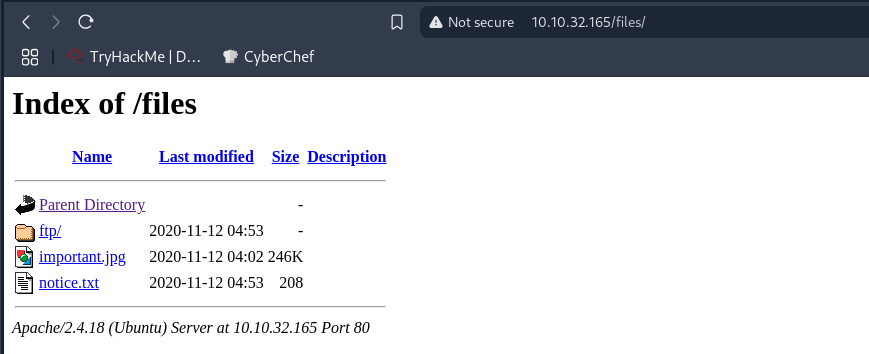 Not secure 10.10.32.165/files/
TryHackMe | D... CyberChef
Index of /files
Name Last modified Size Description
Parent Directory -
ftp/ 2020-11-12 04:53 -
important.jpg 2020-11-12 04:02 246K
notice.txt 2020-11-12 04:53 208
Apache/2.4.18 (Ubuntu) Server at 10.10.32.165 Port 80